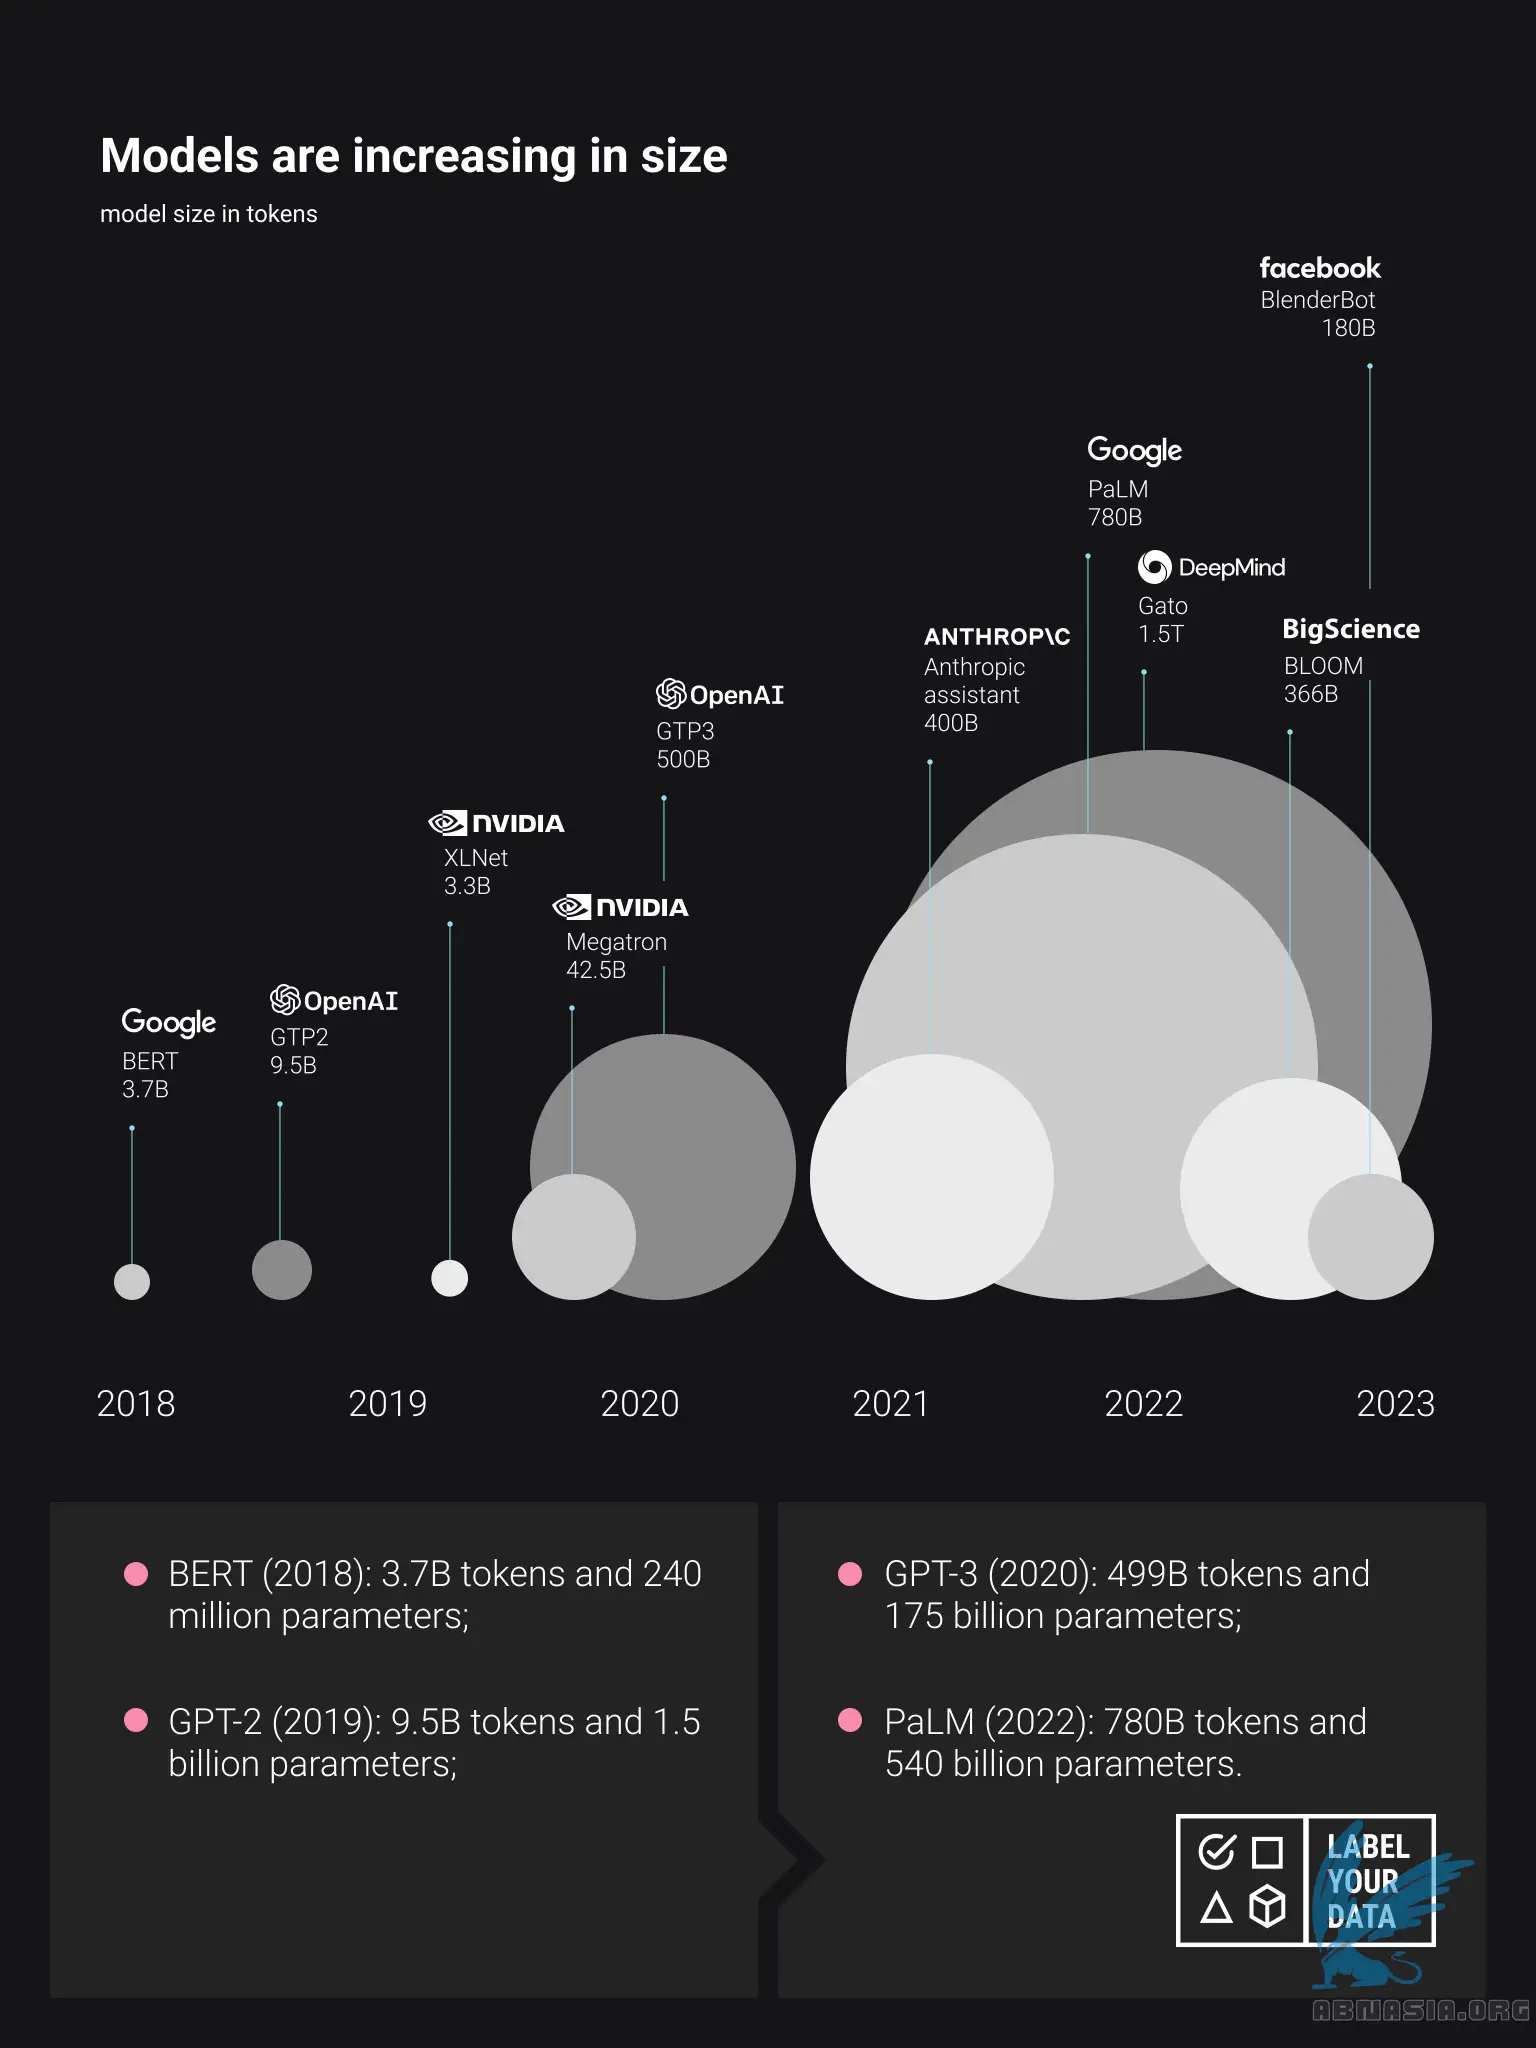 Models are increasing in size
model size in tokens
facebook
BlenderBot
180B
Google
PaLM
780B
DeepMind
Gato
1.5T
BigScience
BLOOM
366B
ANTHROP\C
Anthropic
assistant
400B
OpenAI
GTP3
500B
NVIDIA
XLNet
3.3B
NVIDIA
Megatron
42.5B
OpenAI
GTP2
9.5B
Google
BERT
3.7B
2018
2019
2020
2021
2022
2023
BERT (2018): 3.7B tokens and 240
million parameters;
GPT-2 (2019): 9.5B tokens and 1.5
billion parameters;
GPT-3 (2020): 499B tokens and
175 billion parameters;
PaLM (2022): 780B tokens and
540 billion parameters.
LABEL
YOUR
DATA
ABNASIA.ORG